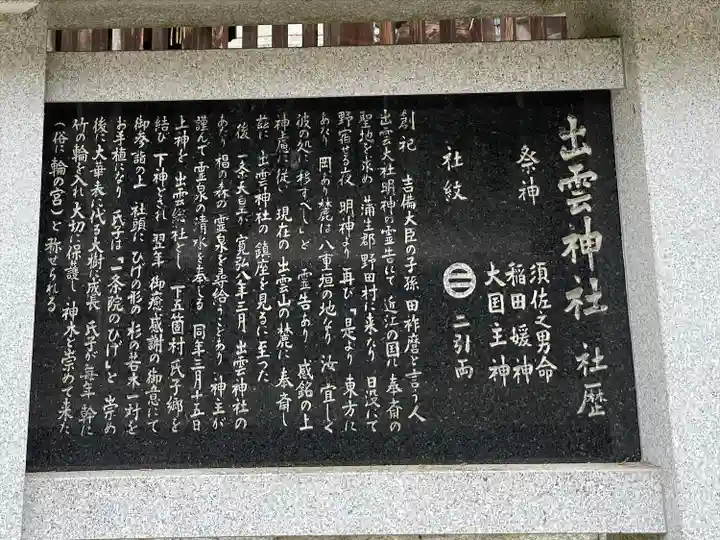 出雲神社 社歴
祭神
須佐之男命
稲田媛神
大国主神
社紋
二引両
創祀 吉備大臣の子孫 田祚麿と言う人
出雲大社明神の霊告にて 近江の国に奉斎の
聖地を求め 蒲生郡野田村に来なり 日没にて
野宿せる夜 明神より 再び「是より 東方に
あたり 岡あり 麓は八重垣の地なり 汝 宜しく
彼の処に移すべし」と 霊告あり 感銘の上
神慮に従い 現在の 出雲山の麓に 奉斎し
茲に 出雲神社の 鎮座を見るに至った
後 一条天皇が 寛弘八年三月 出雲神社の
あたり 椙の森の霊泉を尋給うことあり 神主が
謹んで霊泉の清水を奉てる 同年三月十五日
上神を 出雲総社とし 下五箇村 氏子郷を
結び 下神とされ 翌年 御癒へ感謝の御意にて
御参詣の上 社頭に ひげの形の 杉の若木一対を
お手植になり 氏子は「一条院のひげ」と 崇め
後に大華表に代る大樹に成長 氏子が毎年 幹に
竹の輪を入れ 大切に保護し 神木を崇めて来た
(俗に輪の宮)と 称せられる